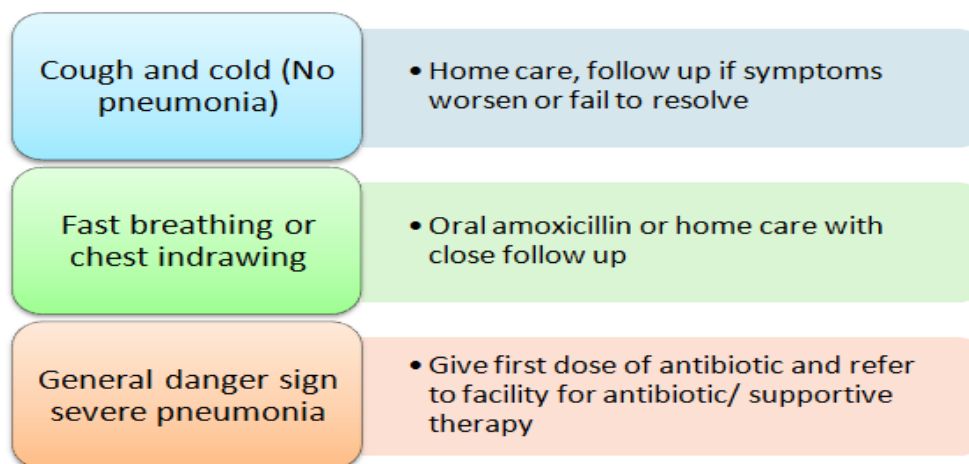 Cough and cold (No
pneumonia)
• Home care, follow up if symptoms
worsen or fail to resolve
Fast breathing or
chest indrawing
• Oral amoxicillin or home care with
close follow up
General danger sign
severe pneumonia
• Give first dose of antibiotic and refer
to facility for antibiotic/ supportive
therapy